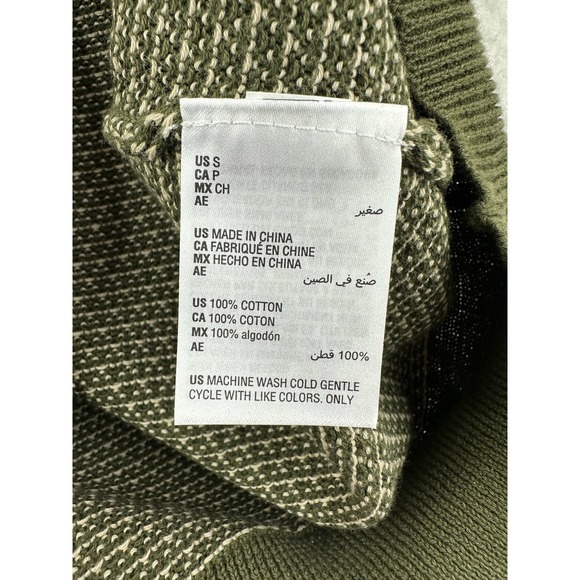 US S
CA P
MX CH
AE
صغير
US MADE IN CHINA
CA FABRIQUÉ EN CHINE
MX HECHO EN CHINA
AE
صُنع في الصين
US 100% COTTON
CA 100% COTON
MX 100% algodón
AE
100% قطن
US MACHINE WASH COLD GENTLE
CYCLE WITH LIKE COLORS. ONLY